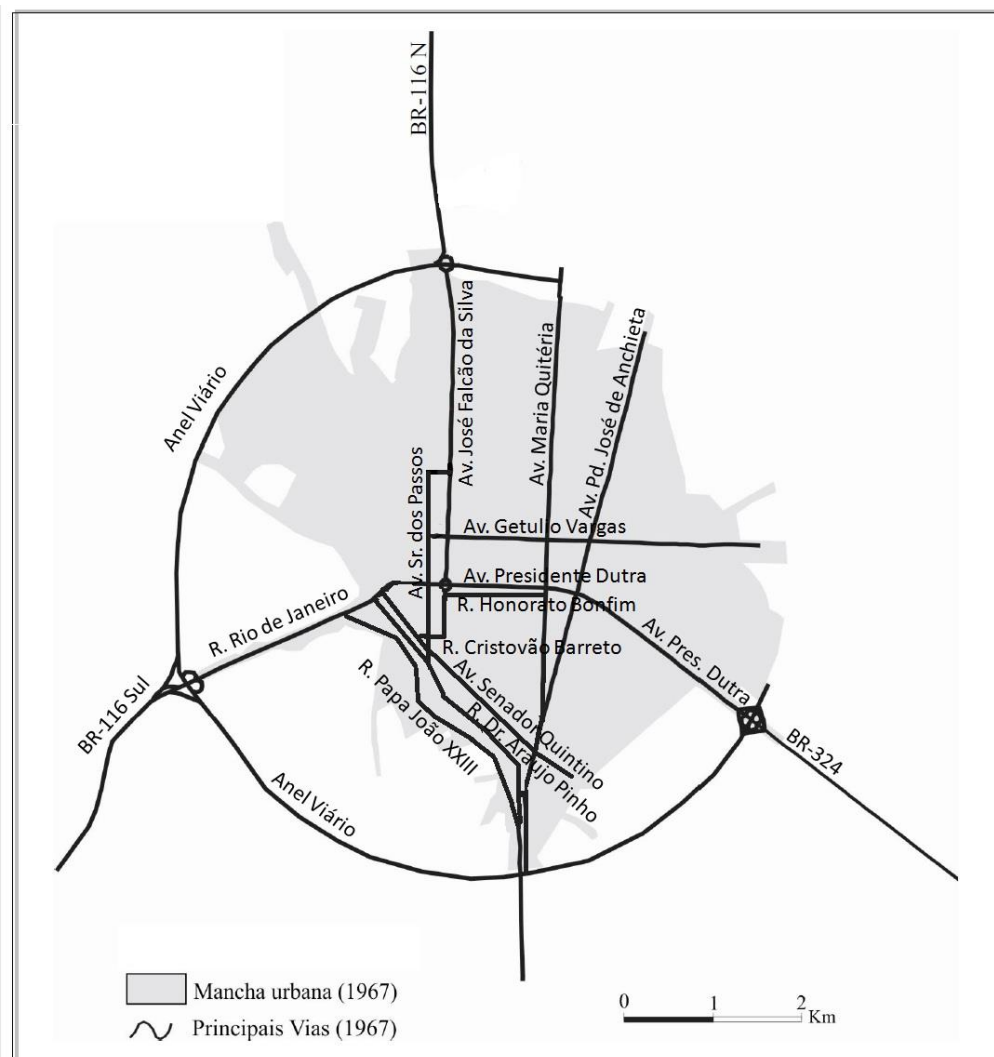 BR-116 N
Anel Viário
Av. José Falcão da Silva
Av. Maria Quitéria
Av. Pd. José de Anchieta
Av. Sr. dos Passos
Av. Getulio Vargas
Av. Presidente Dutra
R. Honorato Bonfim
R. Rio de Janeiro
R. Cristovão Barreto
Av. Pres. Dutra
Av. Senador Quintino
R. Dr. Araujo Pinho
R. Papa João XXIII
BR-116 Sul
BR-324
Anel Viário
Mancha urbana (1967)
Principais Vias (1967)
0 1 2
Km